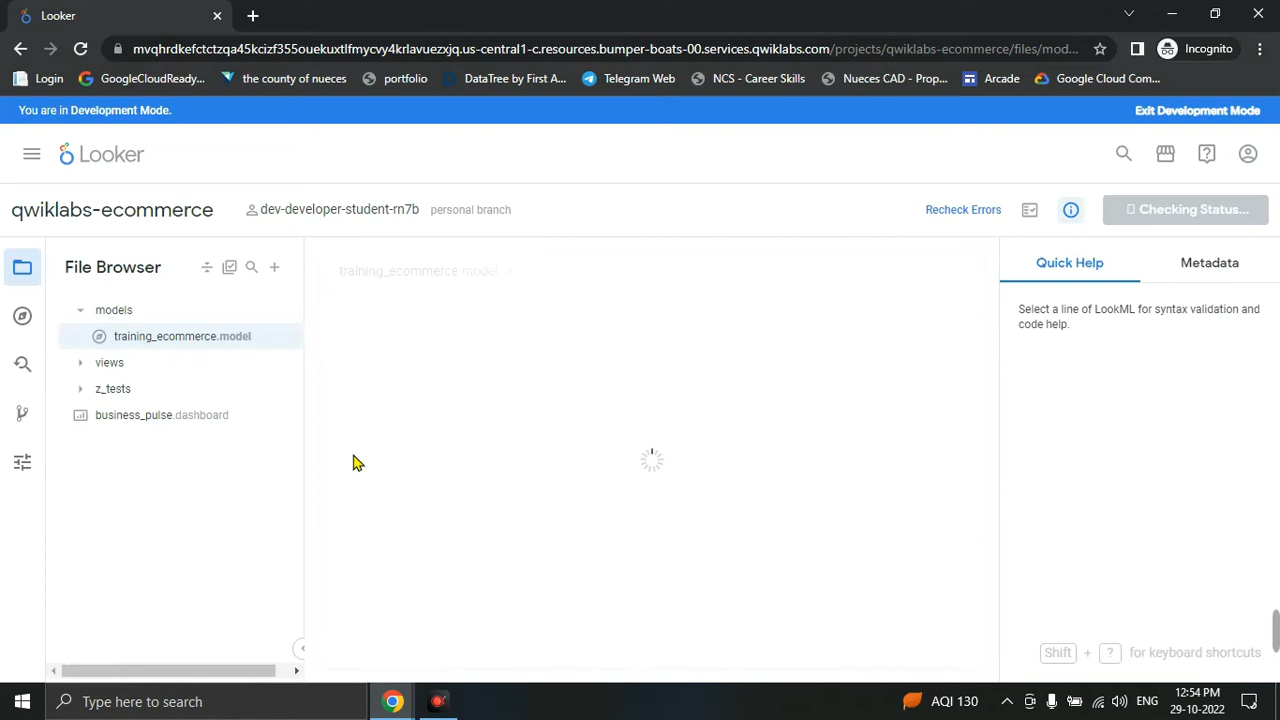 Looker
mvqhrdkefctctzqa45kcizf355ouekuxtlfmycvy4krlavuezxjq.us-central1-c.resources.bumper-boats-00.services.qwiklabs.com/projects/qwiklabs-ecommerce/files/mod...
Incognito
Login
GoogleCloudReady...
the county of nueces
portfolio
DataTree by First A...
Telegram Web
NCS - Career Skills
Nueces CAD - Prop...
Arcade
Google Cloud Com...
You are in Development Mode.
Exit Development Mode
Looker
qwiklabs-ecommerce
dev-developer-student-rn7b
personal branch
Recheck Errors
Checking Status...
File Browser
training_ecommerce.model
Quick Help
Metadata
models
training_ecommerce.model
views
z_tests
business_pulse.dashboard
Select a line of LookML for syntax validation and
code help.
Shift + ? for keyboard shortcuts
Type here to search
AQI 130
ENG
12:54 PM
29-10-2022